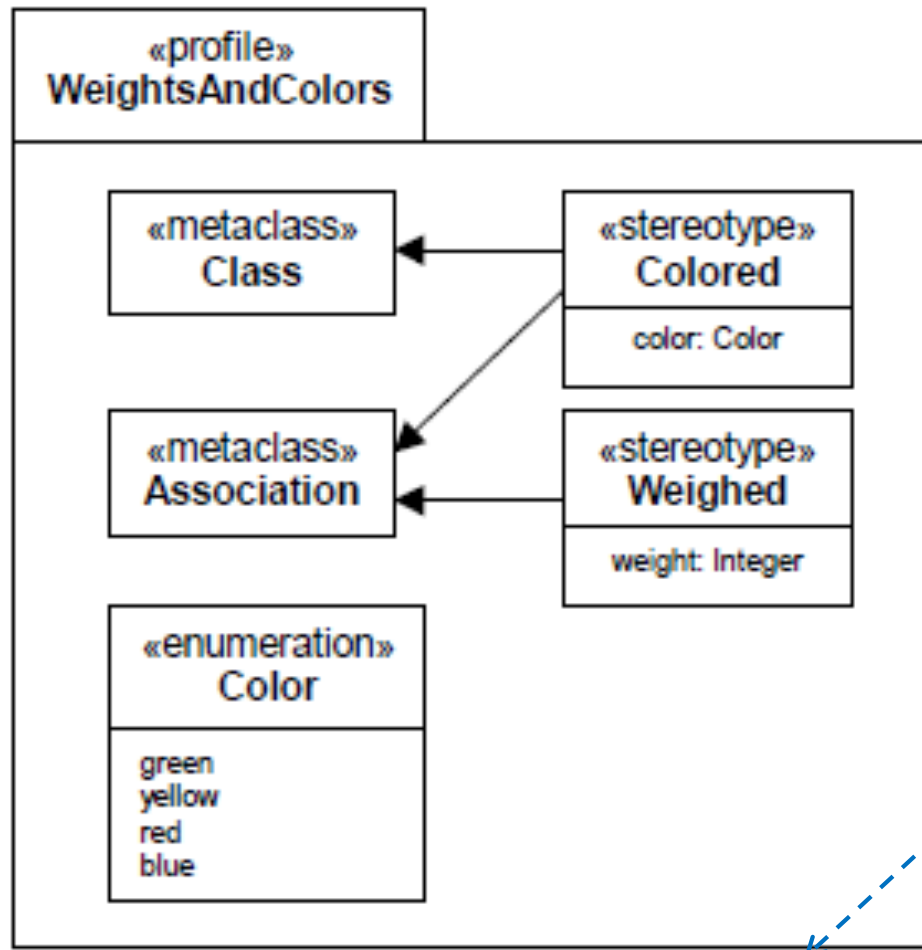 «profile»
WeightsAndColors
«metaclass»
Class
«stereotype»
Colored
color: Color
«metaclass»
Association
«stereotype»
Weighed
weight: Integer
«enumeration»
Color
green
yellow
red
blue